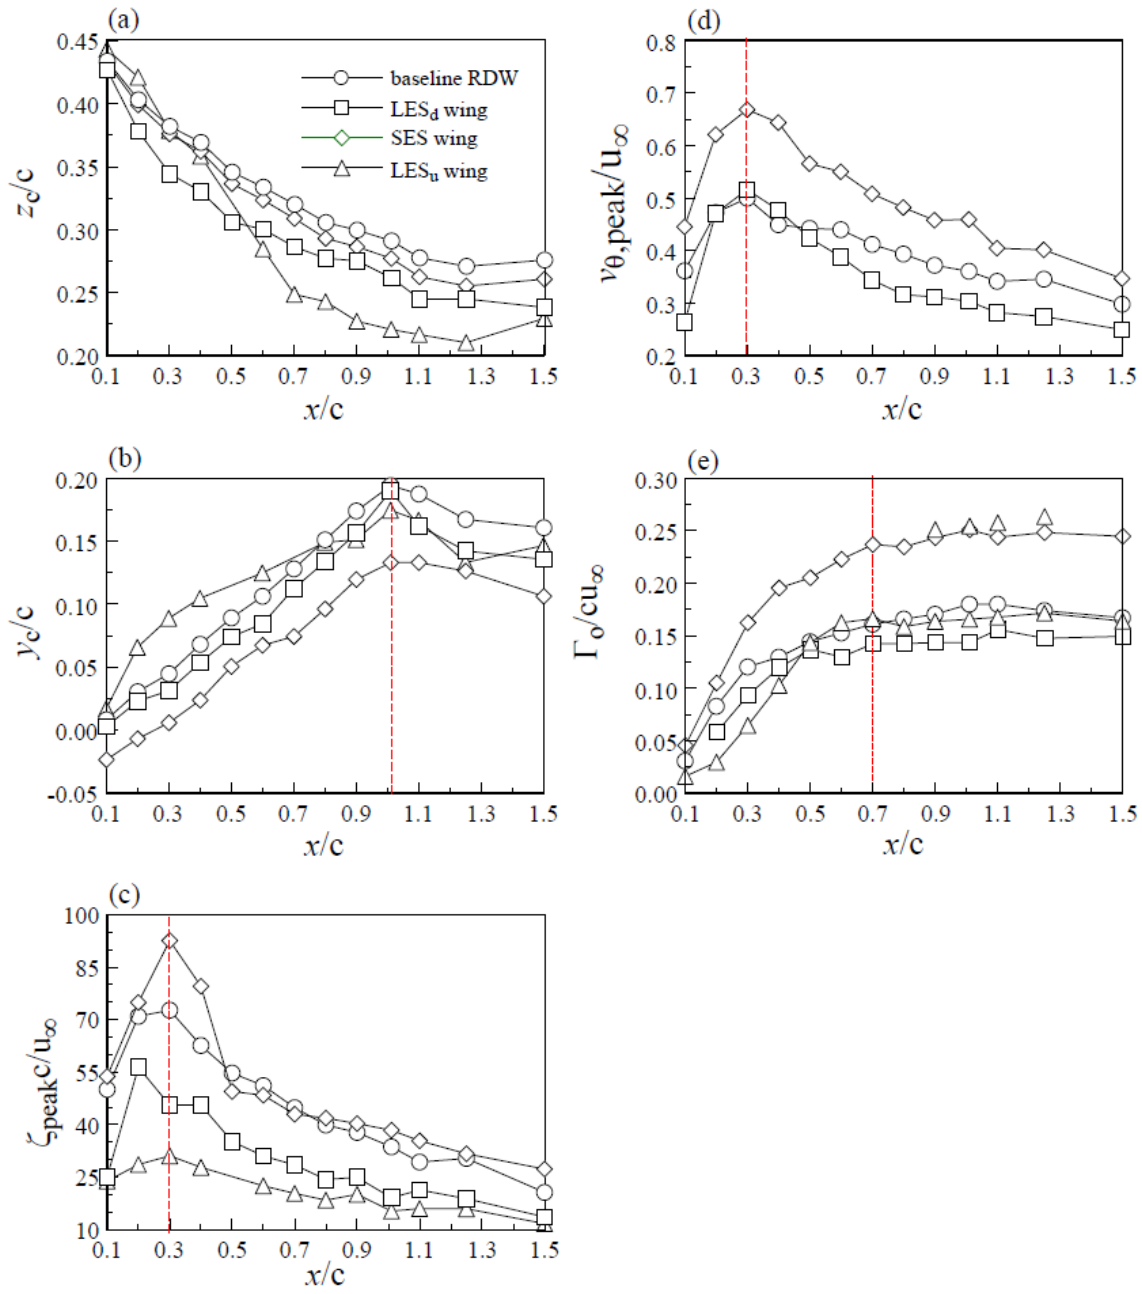 (a)
0.45
0.40
0.35
0.30
0.25
0.20
z_c/c
baseline RDW
LES_d wing
SES wing
LES_u wing
0.1 0.3 0.5 0.7 0.9 1.1 1.3 1.5
x/c
(d)
0.8
0.7
0.6
0.5
0.4
0.3
0.2
v_θ,peak/u_∞
0.1 0.3 0.5 0.7 0.9 1.1 1.3 1.5
x/c
(b)
0.20
0.15
0.10
0.05
0.00
-0.05
y_c/c
0.1 0.3 0.5 0.7 0.9 1.1 1.3 1.5
x/c
(e)
0.30
0.25
0.20
0.15
0.10
0.05
0.00
Γ_o/cu_∞
0.1 0.3 0.5 0.7 0.9 1.1 1.3 1.5
x/c
(c)
100
85
70
55
40
25
10
ζ_peak c/u_∞
0.1 0.3 0.5 0.7 0.9 1.1 1.3 1.5
x/c